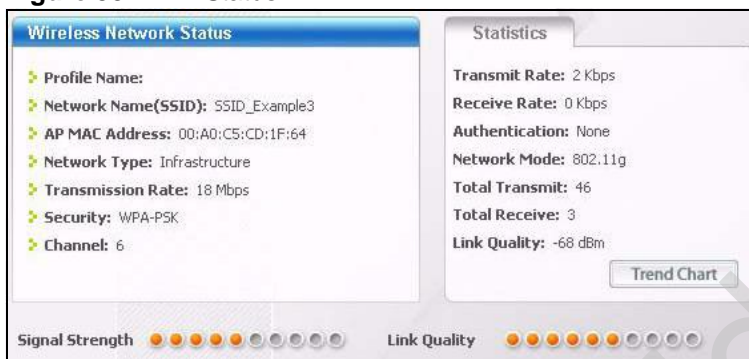 Wireless Network Status
Profile Name:
Network Name(SSID): SSID_Example3
AP MAC Address: 00:A0:C5:CD:1F:64
Network Type: Infrastructure
Transmission Rate: 18 Mbps
Security: WPA-PSK
Channel: 6
Statistics
Transmit Rate: 2 Kbps
Receive Rate: 0 Kbps
Authentication: None
Network Mode: 802.11g
Total Transmit: 46
Total Receive: 3
Link Quality: -68 dBm
Trend Chart
Signal Strength
Link Quality